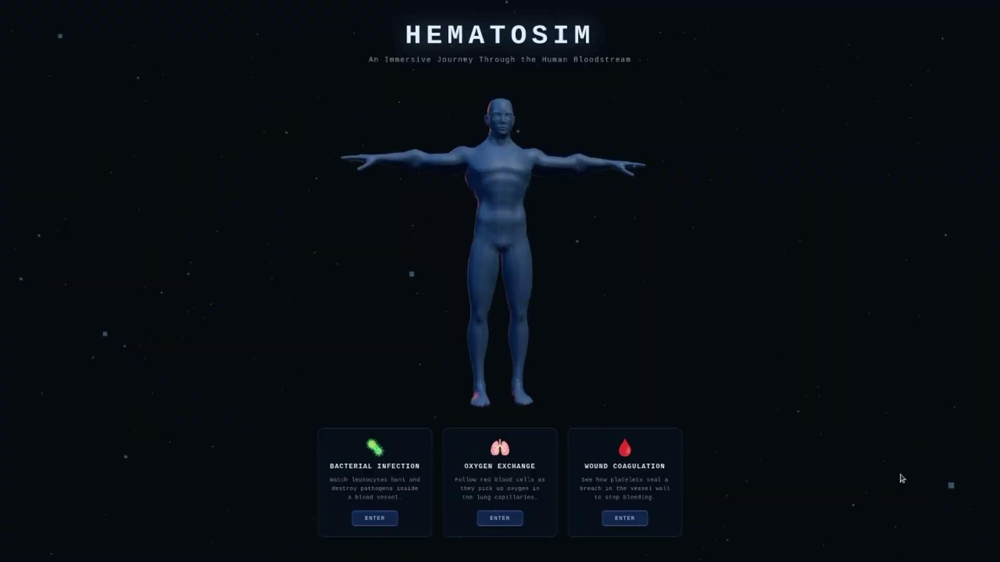 HEMATOSIM
An Immersive Journey Through the Human Bloodstream
BACTERIAL INFECTION
Watch leukocytes hunt and
destroy pathogens inside
a blood vessel.
ENTER
OXYGEN EXCHANGE
Follow red blood cells as
they pick up oxygen in
the lung capillaries.
ENTER
WOUND COAGULATION
See how platelets seal a
breach in the vessel wall
to stop bleeding.
ENTER